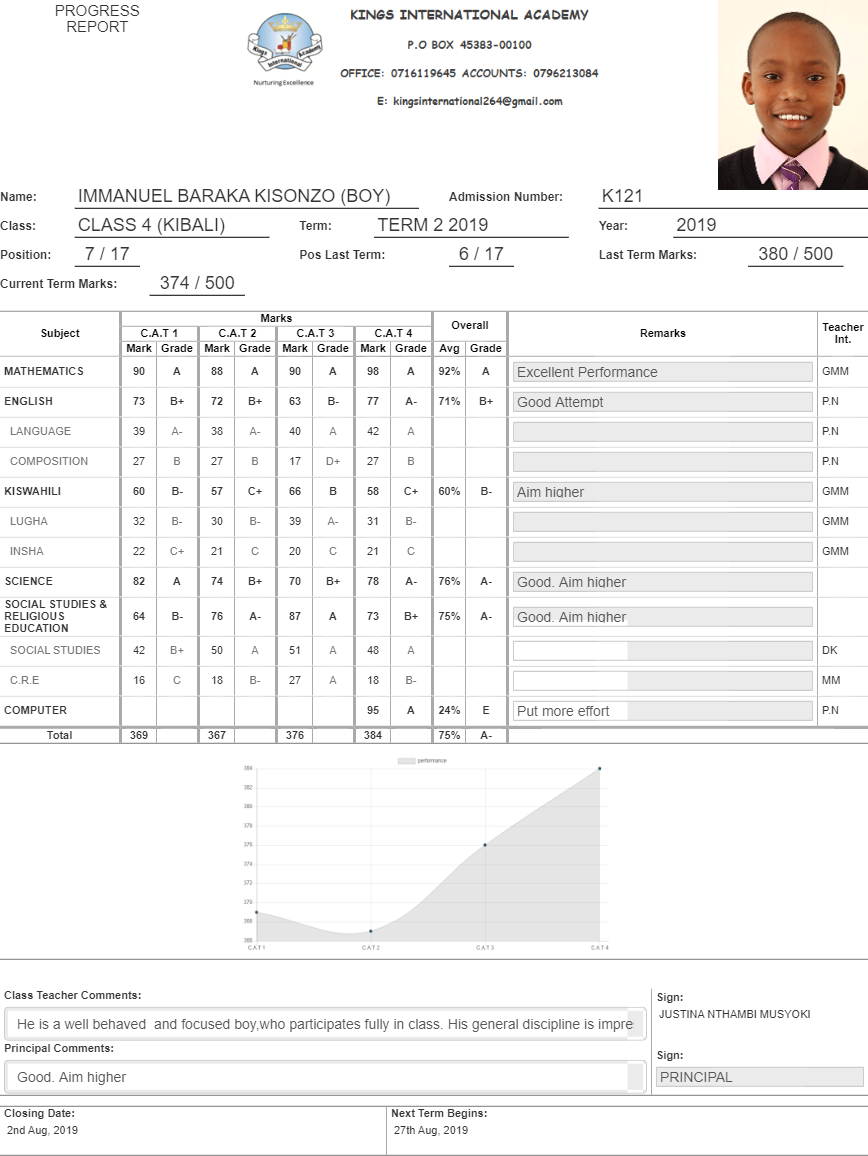 PROGRESS
REPORT
Kings International Academy
Nurturing Excellence
KINGS INTERNATIONAL ACADEMY
P.O BOX 45383-00100
OFFICE: 0716119645 ACCOUNTS: 0796213084
E: kingsinternational264@gmail.com
Name: IMMANUEL BARAKA KISONZO (BOY) Admission Number: K121
Class: CLASS 4 (KIBALI) Term: TERM 2 2019 Year: 2019
Position: 7 / 17 Pos Last Term: 6 / 17 Last Term Marks: 380 / 500
Current Term Marks: 374 / 500
Marks
Subject C.A.T 1 C.A.T 2 C.A.T 3 C.A.T 4 Overall Remarks Teacher Int.
Mark Grade Mark Grade Mark Grade Mark Grade Avg Grade
MATHEMATICS 90 A 88 A 90 A 98 A 92% A Excellent Performance GMM
ENGLISH 73 B+ 72 B+ 63 B- 77 A- 71% B+ Good Attempt P.N
LANGUAGE 39 A- 38 A- 40 A 42 A P.N
COMPOSITION 27 B 27 B 17 D+ 27 B P.N
KISWAHILI 60 B- 57 C+ 66 B 58 C+ 60% B- Aim higher GMM
LUGHA 32 B- 30 B- 39 A- 31 B- GMM
INSHA 22 C+ 21 C 20 C 21 C GMM
SCIENCE 82 A 74 B+ 70 B+ 78 A- 76% A- Good. Aim higher
SOCIAL STUDIES &
RELIGIOUS
EDUCATION 64 B- 76 A- 87 A 73 B+ 75% A- Good. Aim higher
SOCIAL STUDIES 42 B+ 50 A 51 A 48 A DK
C.R.E 16 C 18 B- 27 A 18 B- MM
COMPUTER 95 A 24% E Put more effort P.N
Total 369 367 376 384 75% A-
performance
384
382
380
378
376
374
372
370
368
366
CAT1 CAT2 CAT3 CAT4
Class Teacher Comments:
He is a well behaved and focused boy,who participates fully in class. His general discipline is impre
Sign:
JUSTINA NTHAMBI MUSYOKI
Principal Comments:
Good. Aim higher
Sign:
PRINCIPAL
Closing Date: Next Term Begins:
2nd Aug, 2019 27th Aug, 2019